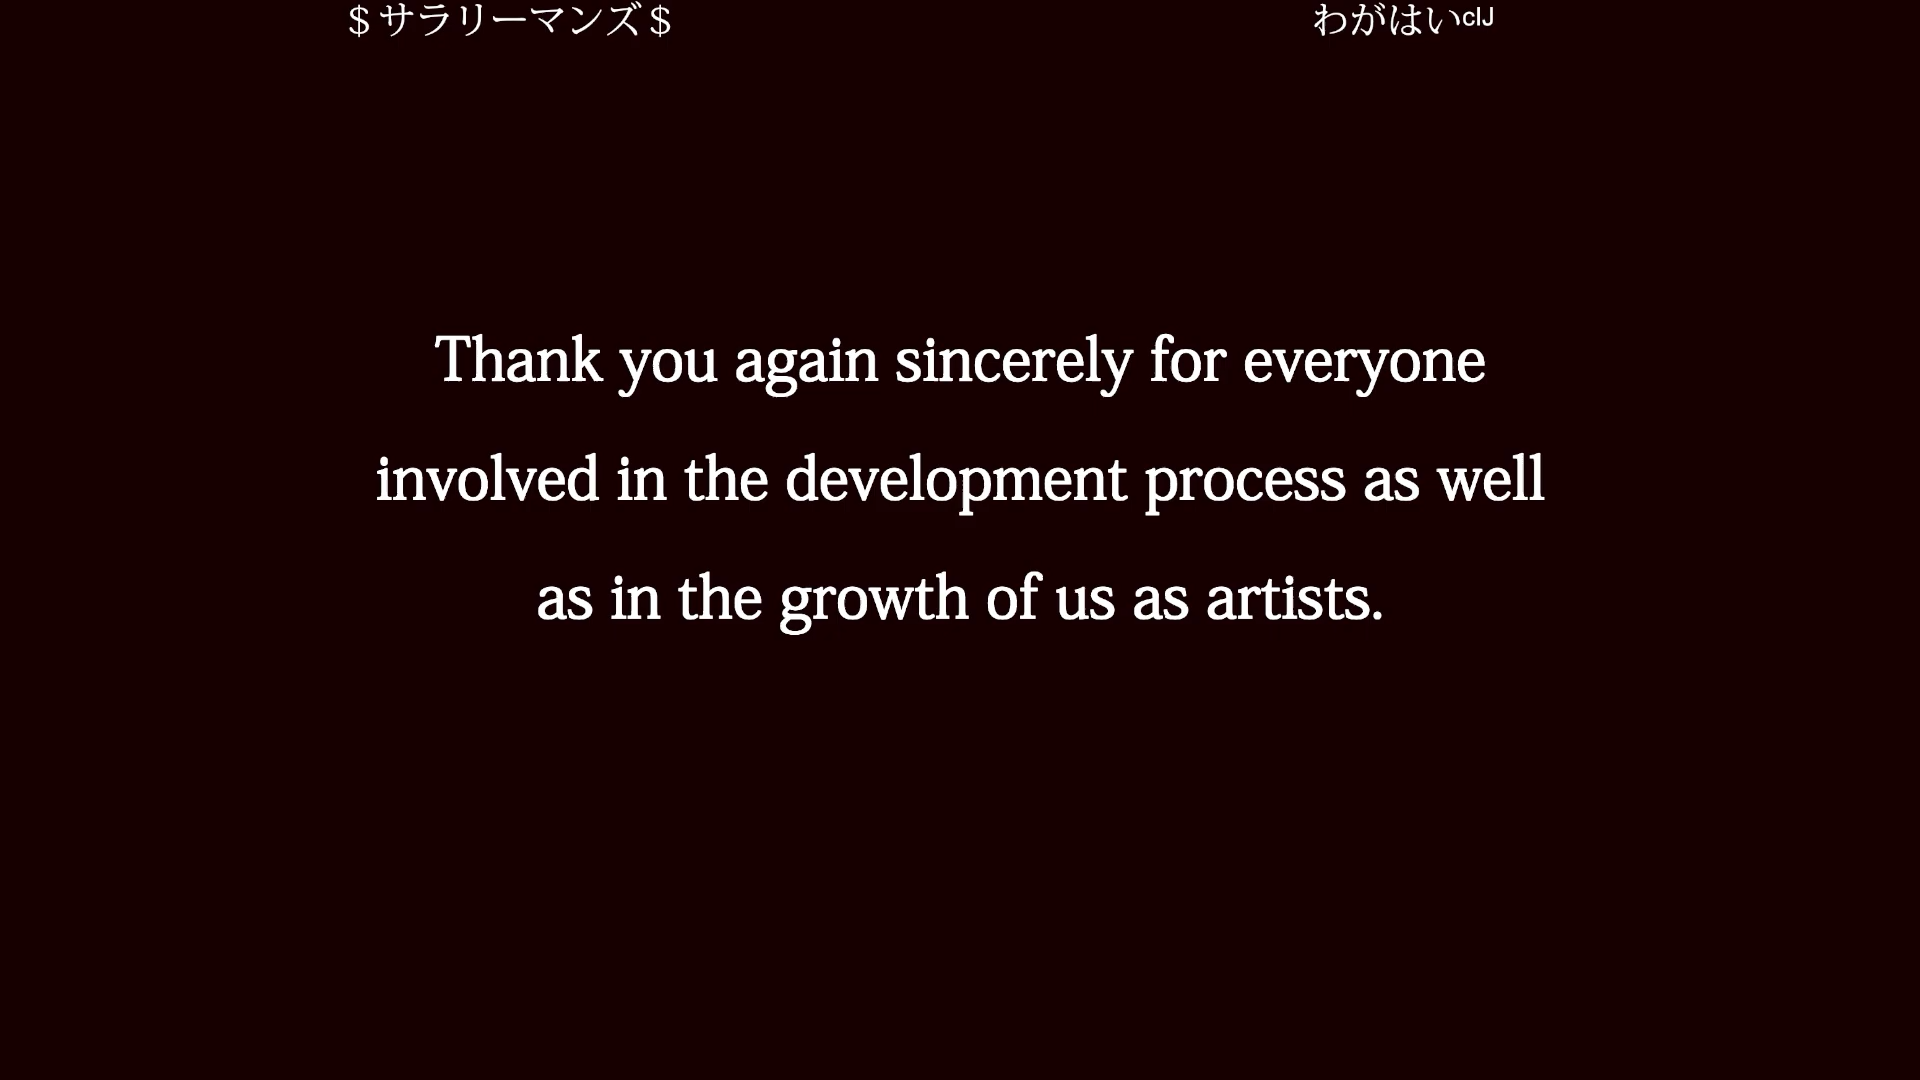 $サラリーマンズ$
わがはいclJ
Thank you again sincerely for everyone
involved in the development process as well
as in the growth of us as artists.